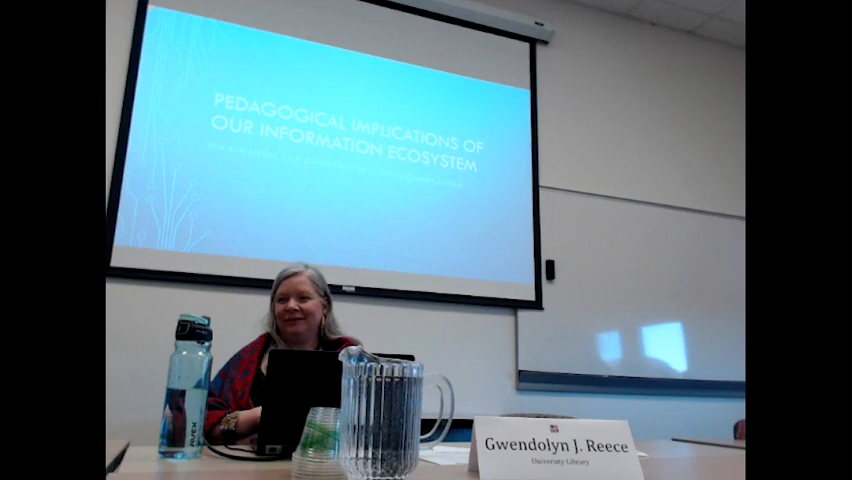 PEDAGOGICAL IMPLICATIONS OF
OUR INFORMATION ECOSYSTEM
Gwendolyn J. Reece
University Library